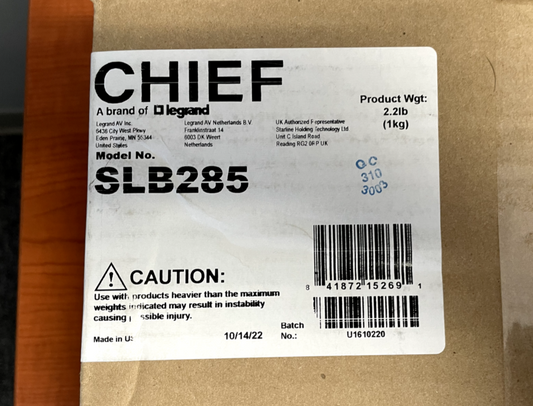 CHIEF
A brand of legrand
Product Wgt:
2.2lb
(1kg)
Legrand AV Inc.
6436 City West Pkwy
Eden Prairie, MN 55344
United States
Legrand AV Netherlands B.V.
Franklinstraat 14
6003 DK Weert
Netherlands
UK Authorized Representative
Starline Holding Technology Ltd
Unit C Island Road
Reading RG2 0RP UK
Model No.
SLB285
QC
310
3003
8 41872 15269 1
CAUTION:
Use with products heavier than the maximum
weights indicated may result in instability
causing possible injury.
Made in
10/14/22
Batch
No.:
U1610220